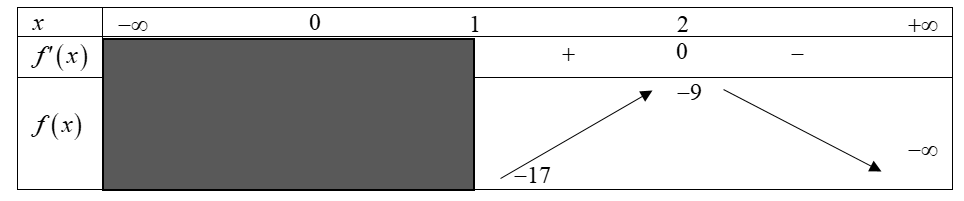 x −∞ 0 1 2 +∞
f′(x) + 0 −
−9
f(x)
−∞
−17